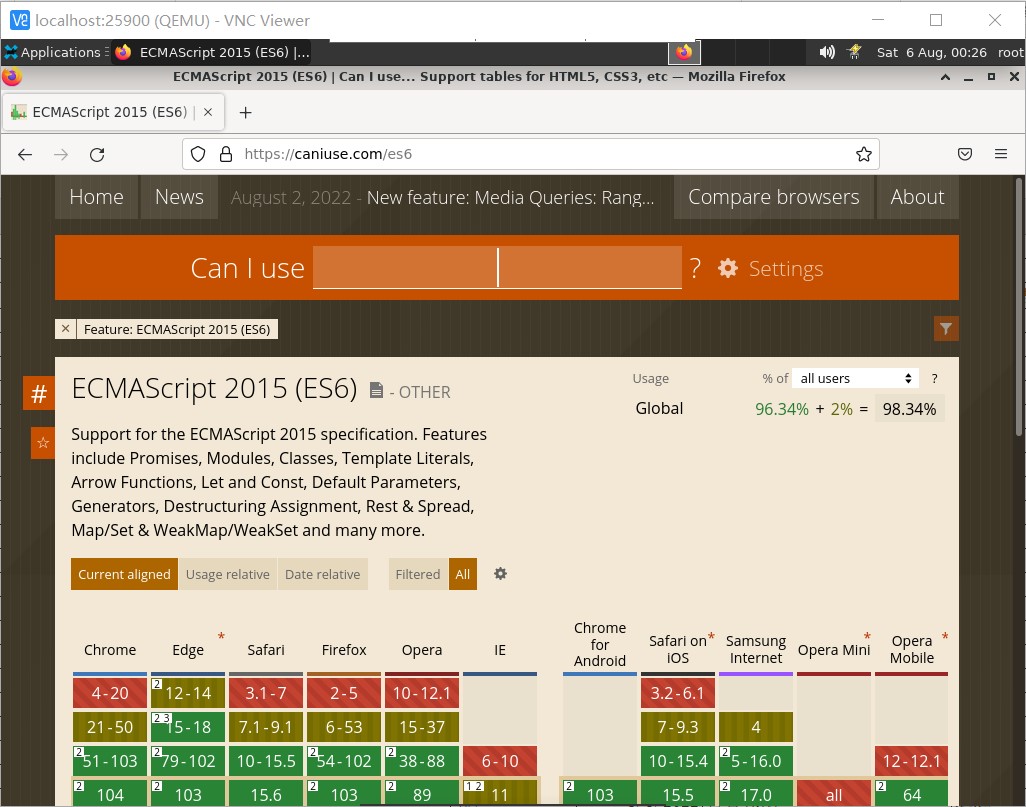 localhost:25900 (QEMU) - VNC Viewer
Applications ECMAScript 2015 (ES6) |... Sat 6 Aug, 00:26 root
ECMAScript 2015 (ES6) | Can I use... Support tables for HTML5, CSS3, etc — Mozilla Firefox
ECMAScript 2015 (ES6) |
https://caniuse.com/es6
Home News August 2, 2022 - New feature: Media Queries: Rang... Compare browsers About
Can I use ? Settings
× Feature: ECMAScript 2015 (ES6)
# ECMAScript 2015 (ES6) - OTHER
Usage % of all users ?
Global 96.34% + 2% = 98.34%
Support for the ECMAScript 2015 specification. Features
include Promises, Modules, Classes, Template Literals,
Arrow Functions, Let and Const, Default Parameters,
Generators, Destructuring Assignment, Rest & Spread,
Map/Set & WeakMap/WeakSet and many more.
Current aligned Usage relative Date relative Filtered All
Chrome Edge * Safari Firefox Opera IE Chrome for Android Safari on iOS * Samsung Internet Opera Mini * Opera Mobile *
4-20 2 12-14 3.1-7 2-5 10-12.1 3.2-6.1
21-50 2 3 15-18 7.1-9.1 6-53 15-37 7-9.3 4
2 51-103 2 79-102 10-15.5 2 54-102 2 38-88 6-10 10-15.4 2 5-16.0 12-12.1
2 104 2 103 15.6 2 103 2 89 1 2 11 2 103 15.5 2 17.0 all 2 64